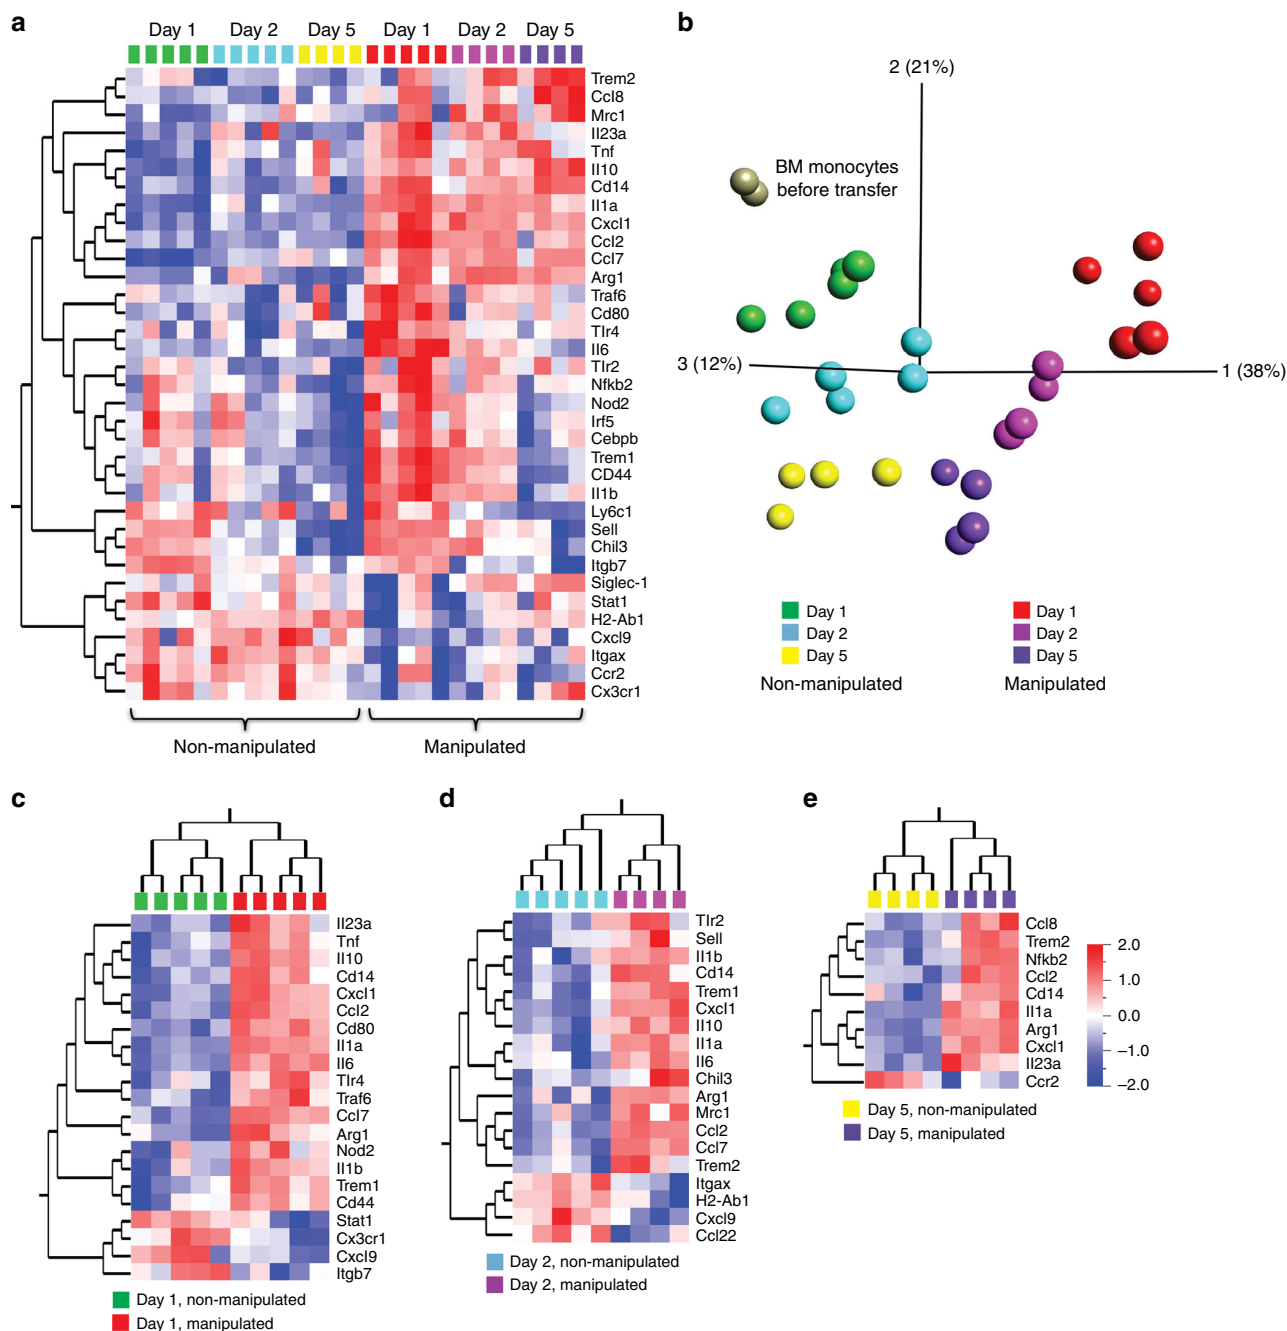 a
Day 1
Day 2
Day 5
Day 1
Day 2
Day 5
Trem2
Ccl8
Mrc1
Il23a
Tnf
Il10
Cd14
Il1a
Cxcl1
Ccl2
Ccl7
Arg1
Traf6
Cd80
Tlr4
Il6
Tlr2
Nfkb2
Nod2
Irf5
Cebpb
Trem1
CD44
Il1b
Ly6c1
Sell
Chil3
Itgb7
Siglec-1
Stat1
H2-Ab1
Cxcl9
Itgax
Ccr2
Cx3cr1
Non-manipulated
Manipulated
b
2 (21%)
BM monocytes
before transfer
3 (12%)
1 (38%)
Day 1
Day 2
Day 5
Non-manipulated
Day 1
Day 2
Day 5
Manipulated
c
Il23a
Tnf
Il10
Cd14
Cxcl1
Ccl2
Cd80
Il1a
Il6
Tlr4
Traf6
Ccl7
Arg1
Nod2
Il1b
Trem1
Cd44
Stat1
Cx3cr1
Cxcl9
Itgb7
Day 1, non-manipulated
Day 1, manipulated
d
Tlr2
Sell
Il1b
Cd14
Trem1
Cxcl1
Il10
Il1a
Il6
Chil3
Arg1
Mrc1
Ccl2
Ccl7
Trem2
Itgax
H2-Ab1
Cxcl9
Ccl22
Day 2, non-manipulated
Day 2, manipulated
e
Ccl8
Trem2
Nfkb2
Ccl2
Cd14
Il1a
Arg1
Cxcl1
Il23a
Ccr2
2.0
1.0
0.0
−1.0
−2.0
Day 5, non-manipulated
Day 5, manipulated